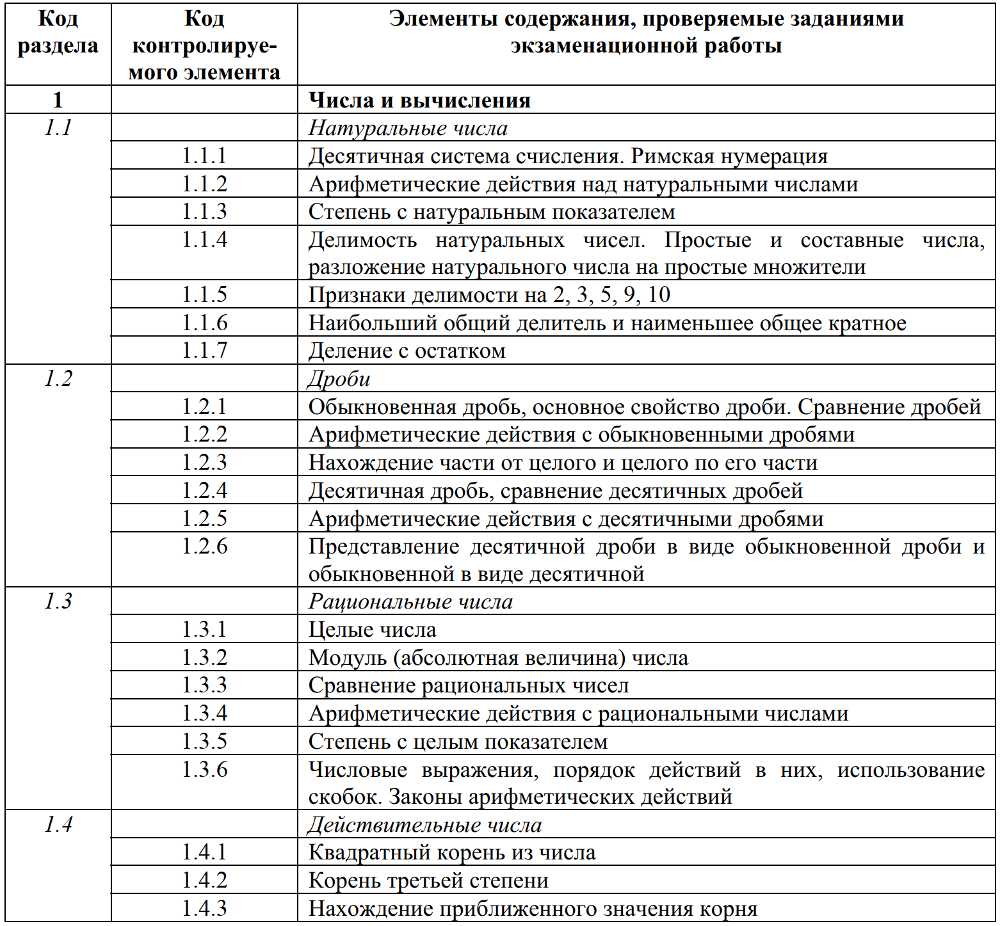 Код раздела
Код контролируе-мого элемента
Элементы содержания, проверяемые заданиями экзаменационной работы
1 Числа и вычисления
1.1 Натуральные числа
1.1.1 Десятичная система счисления. Римская нумерация
1.1.2 Арифметические действия над натуральными числами
1.1.3 Степень с натуральным показателем
1.1.4 Делимость натуральных чисел. Простые и составные числа,
разложение натурального числа на простые множители
1.1.5 Признаки делимости на 2, 3, 5, 9, 10
1.1.6 Наибольший общий делитель и наименьшее общее кратное
1.1.7 Деление с остатком
1.2 Дроби
1.2.1 Обыкновенная дробь, основное свойство дроби. Сравнение дробей
1.2.2 Арифметические действия с обыкновенными дробями
1.2.3 Нахождение части от целого и целого по его части
1.2.4 Десятичная дробь, сравнение десятичных дробей
1.2.5 Арифметические действия с десятичными дробями
1.2.6 Представление десятичной дроби в виде обыкновенной дроби и
обыкновенной в виде десятичной
1.3 Рациональные числа
1.3.1 Целые числа
1.3.2 Модуль (абсолютная величина) числа
1.3.3 Сравнение рациональных чисел
1.3.4 Арифметические действия с рациональными числами
1.3.5 Степень с целым показателем
1.3.6 Числовые выражения, порядок действий в них, использование
скобок. Законы арифметических действий
1.4 Действительные числа
1.4.1 Квадратный корень из числа
1.4.2 Корень третьей степени
1.4.3 Нахождение приближенного значения корня